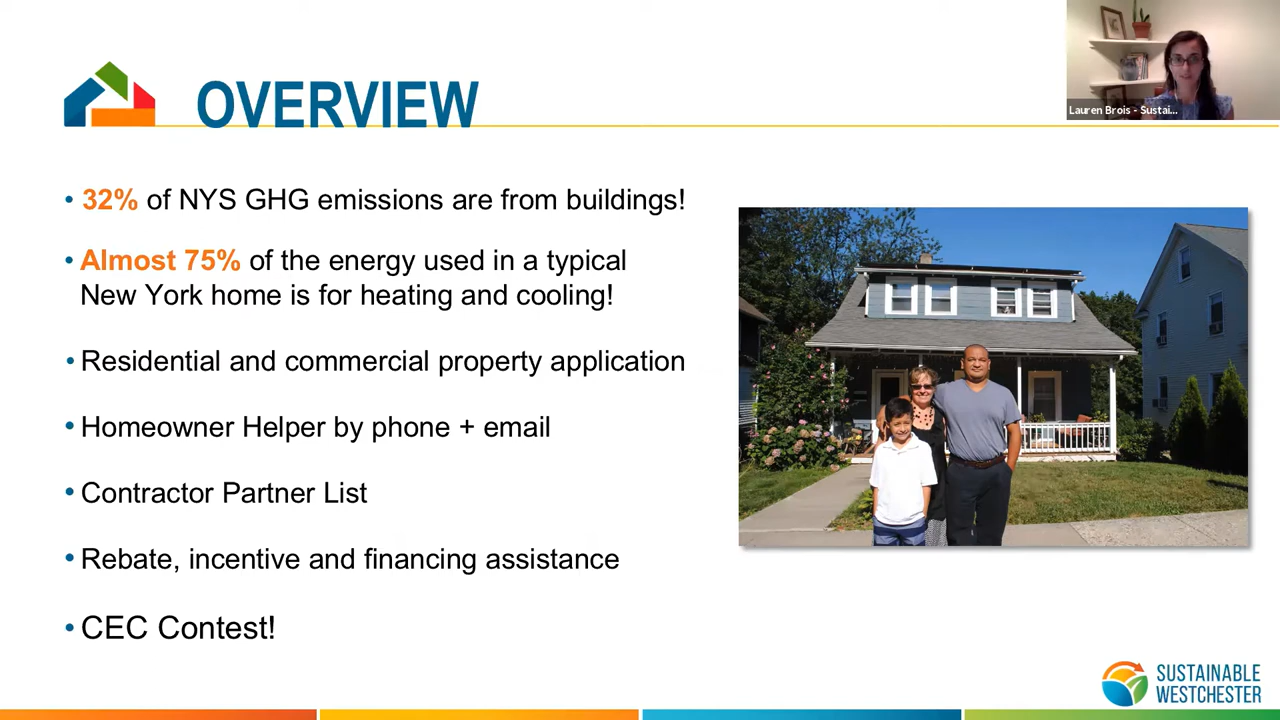 OVERVIEW
Lauren Brois - Sustai...
• 32% of NYS GHG emissions are from buildings!
• Almost 75% of the energy used in a typical
New York home is for heating and cooling!
• Residential and commercial property application
• Homeowner Helper by phone + email
• Contractor Partner List
• Rebate, incentive and financing assistance
• CEC Contest!
SUSTAINABLE
WESTCHESTER